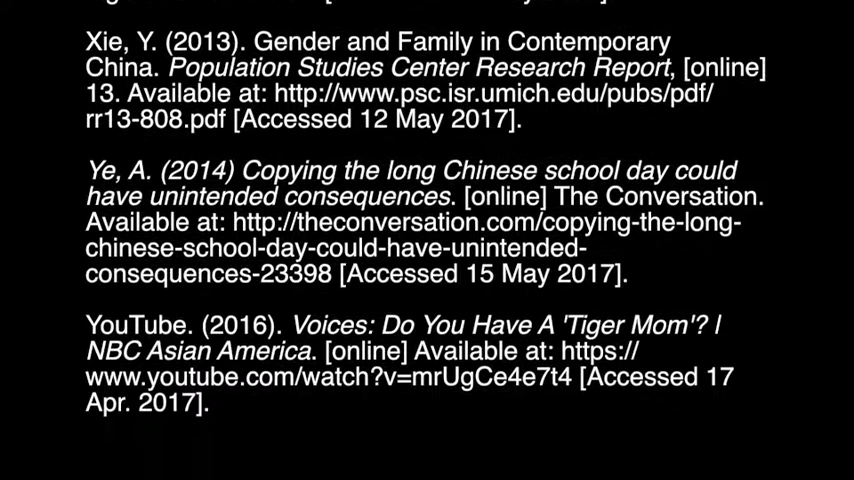 Xie, Y. (2013). Gender and Family in Contemporary
China. Population Studies Center Research Report, [online]
13. Available at: http://www.psc.isr.umich.edu/pubs/pdf/
rr13-808.pdf [Accessed 12 May 2017].
Ye, A. (2014) Copying the long Chinese school day could
have unintended consequences. [online] The Conversation.
Available at: http://theconversation.com/copying-the-long-
chinese-school-day-could-have-unintended-
consequences-23398 [Accessed 15 May 2017].
YouTube. (2016). Voices: Do You Have A 'Tiger Mom'? |
NBC Asian America. [online] Available at: https://
www.youtube.com/watch?v=mrUgCe4e7t4 [Accessed 17
Apr. 2017].